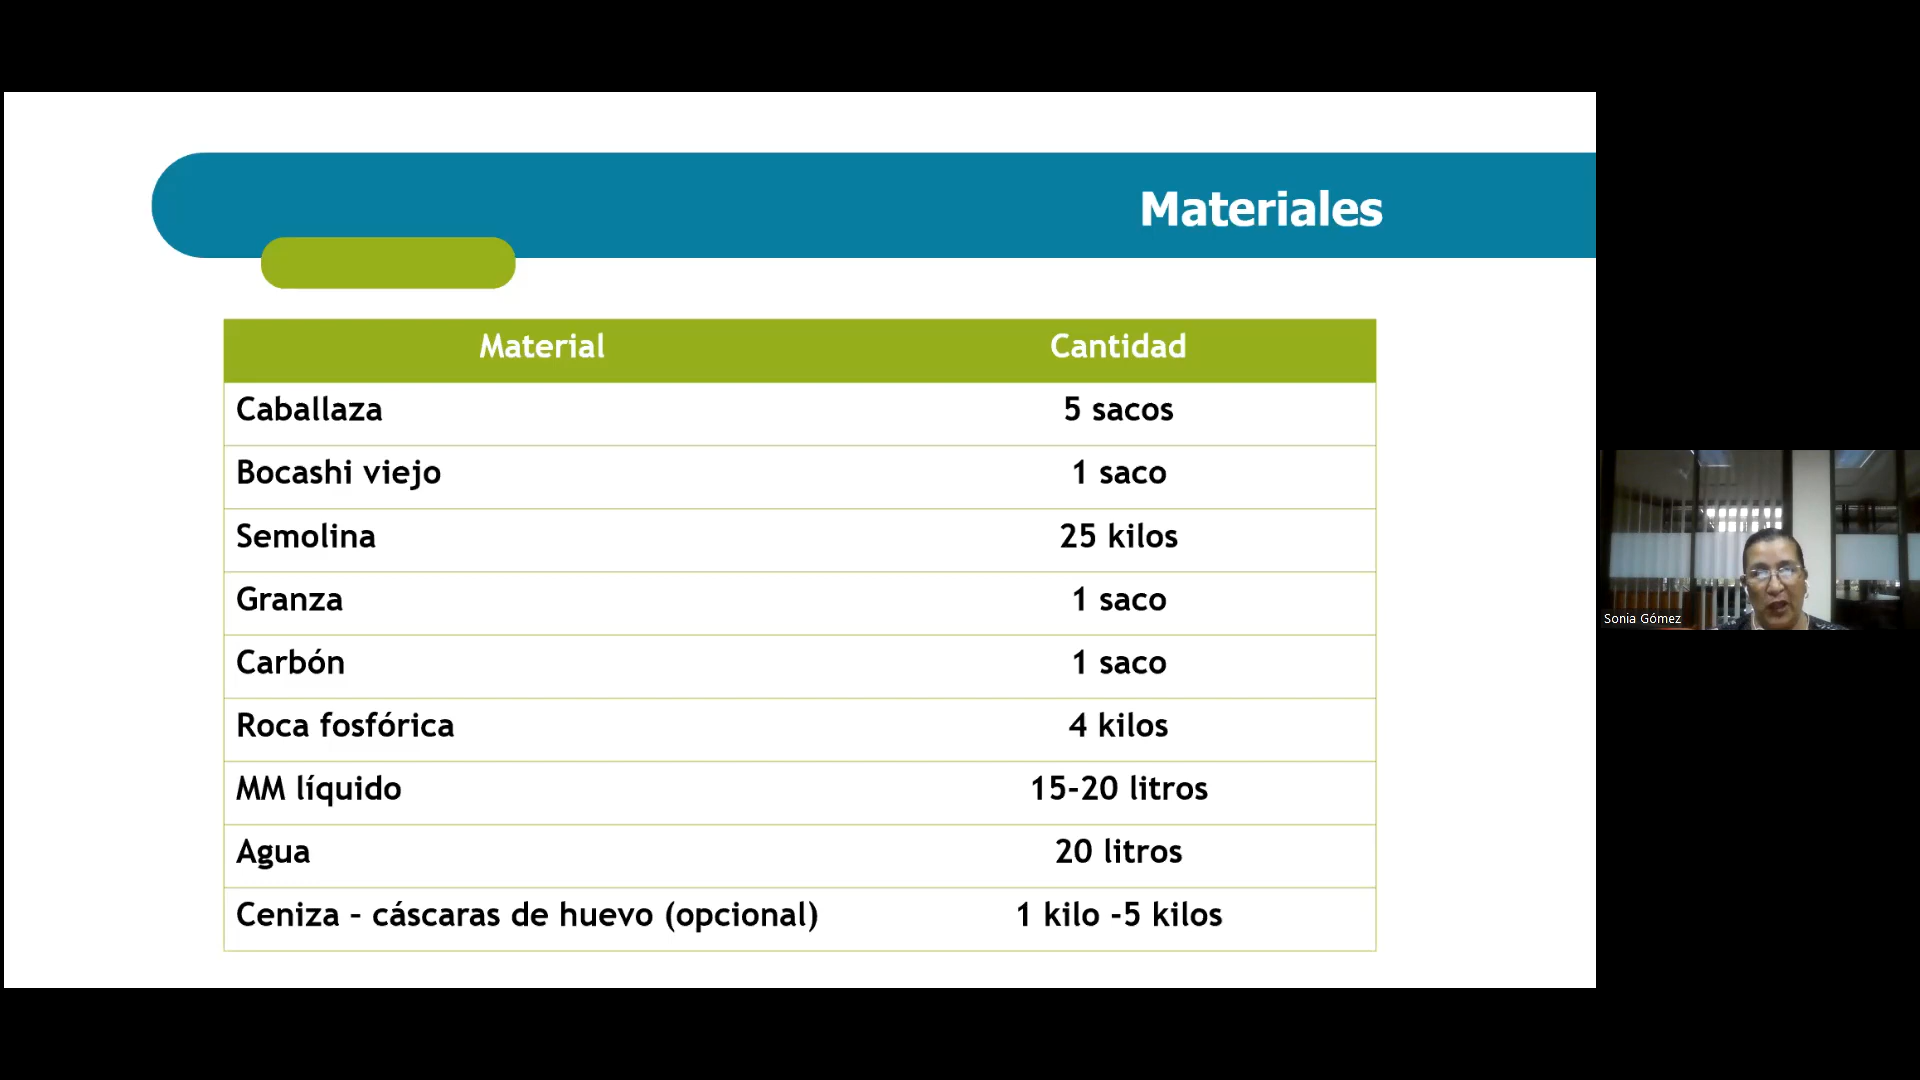 Materiales
Material Cantidad
Caballaza 5 sacos
Bocashi viejo 1 saco
Semolina 25 kilos
Granza 1 saco
Carbón 1 saco
Roca fosfórica 4 kilos
MM líquido 15-20 litros
Agua 20 litros
Ceniza – cáscaras de huevo (opcional) 1 kilo -5 kilos
Sonia Gómez